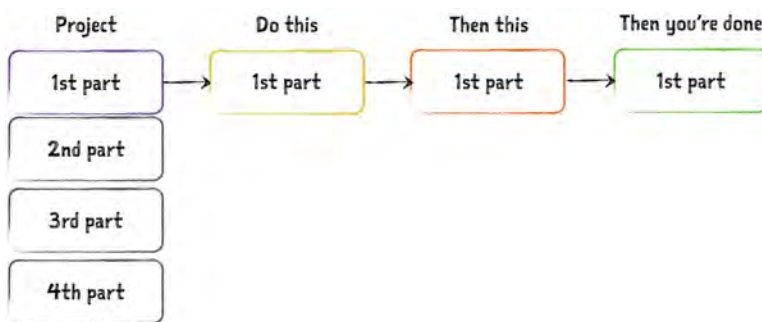 Project
Do this
Then this
Then you're done
1st part
1st part
1st part
1st part
2nd part
3rd part
4th part